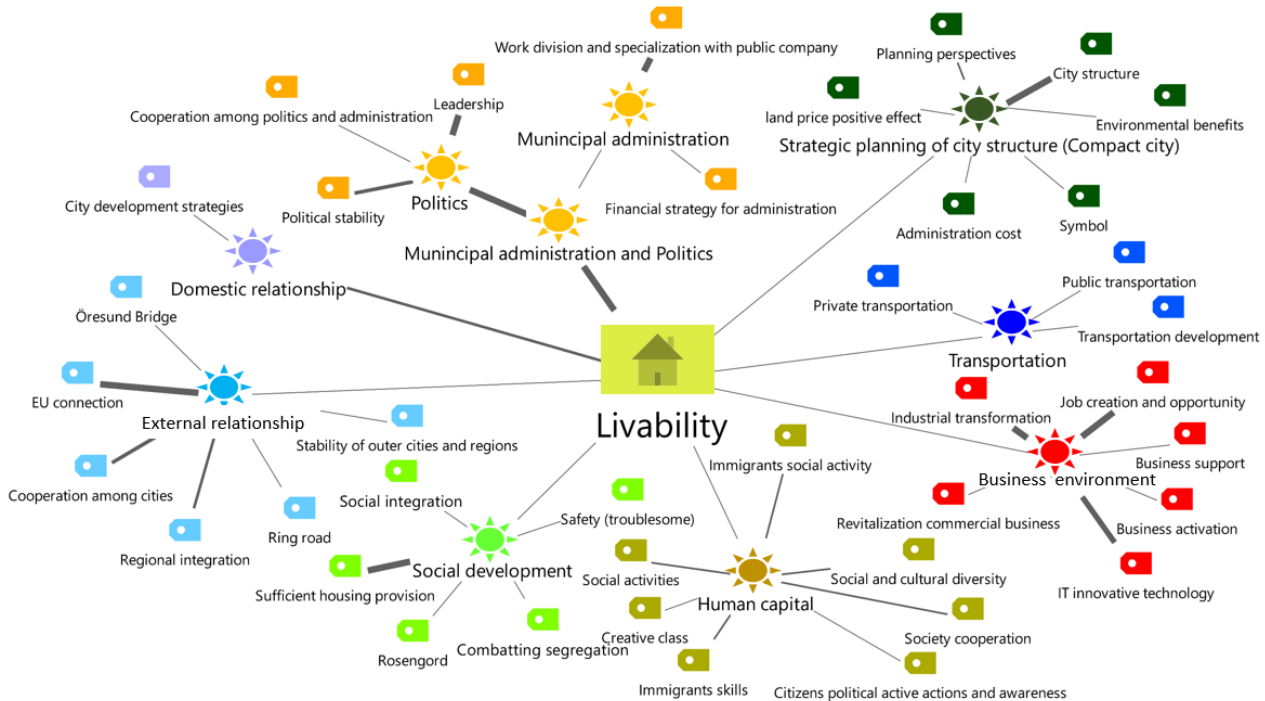 Work division and specialization with public company
Planning perspectives
City structure
Leadership
Cooperation among politics and administration
land price positive effect
Environmental benefits
Munincipal administration
Strategic planning of city structure (Compact city)
City development strategies
Political stability
Politics
Financial strategy for administration
Administration cost
Symbol
Munincipal administration and Politics
Domestic relationship
Public transportation
Private transportation
Öresund Bridge
Transportation development
Transportation
EU connection
External relationship
Livability
Industrial transformation
Job creation and opportunity
Stability of outer cities and regions
Immigrants social activity
Business support
Business environment
Cooperation among cities
Social integration
Safety (troublesome)
Revitalization commercial business
Business activation
Ring road
Regional integration
Social development
Social activities
Social and cultural diversity
Sufficient housing provision
Human capital
IT innovative technology
Creative class
Society cooperation
Rosengord
Combatting segregation
Immigrants skills
Citizens political active actions and awareness